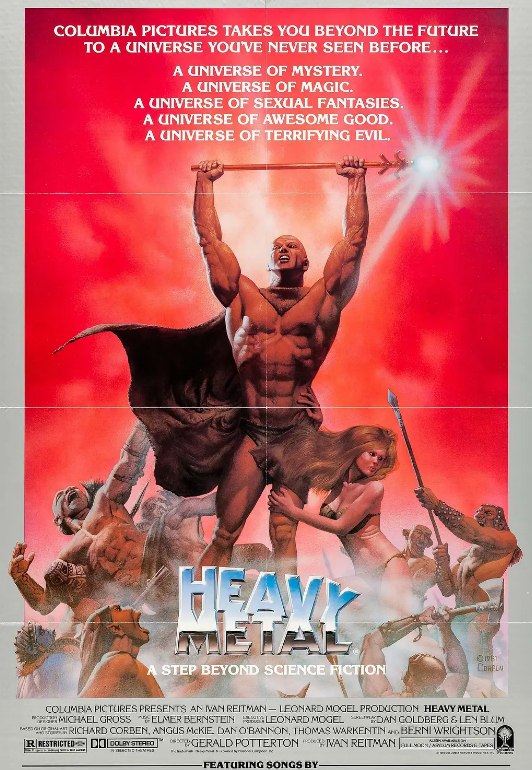 COLUMBIA PICTURES TAKES YOU BEYOND THE FUTURE
TO A UNIVERSE YOU'VE NEVER SEEN BEFORE...
A UNIVERSE OF MYSTERY.
A UNIVERSE OF MAGIC.
A UNIVERSE OF SEXUAL FANTASIES.
A UNIVERSE OF AWESOME GOOD.
A UNIVERSE OF TERRIFYING EVIL.
HEAVY
METAL
© 1981
CORBEN
A STEP BEYOND SCIENCE FICTION
COLUMBIA PICTURES PRESENTS AN IVAN REITMAN — LEONARD MOGEL PRODUCTION HEAVY METAL
MICHAEL GROSS ELMER BERNSTEIN LEONARD MOGEL DAN GOLDBERG & LEN BLUM
RICHARD CORBEN, ANGUS McKIE, DAN O'BANNON, THOMAS WARKENTIN and BERNI WRIGHTSON
R RESTRICTED DOLBY STEREO GERALD POTTERTON IVAN REITMAN
FEATURING SONGS BY